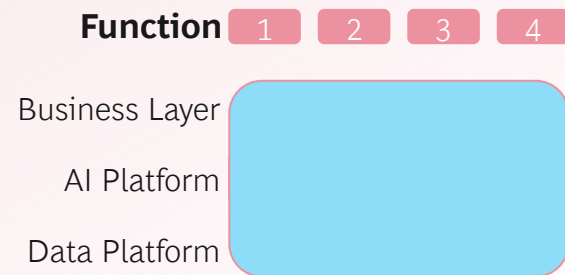 Function 1 2 3 4
Business Layer
AI Platform
Data Platform